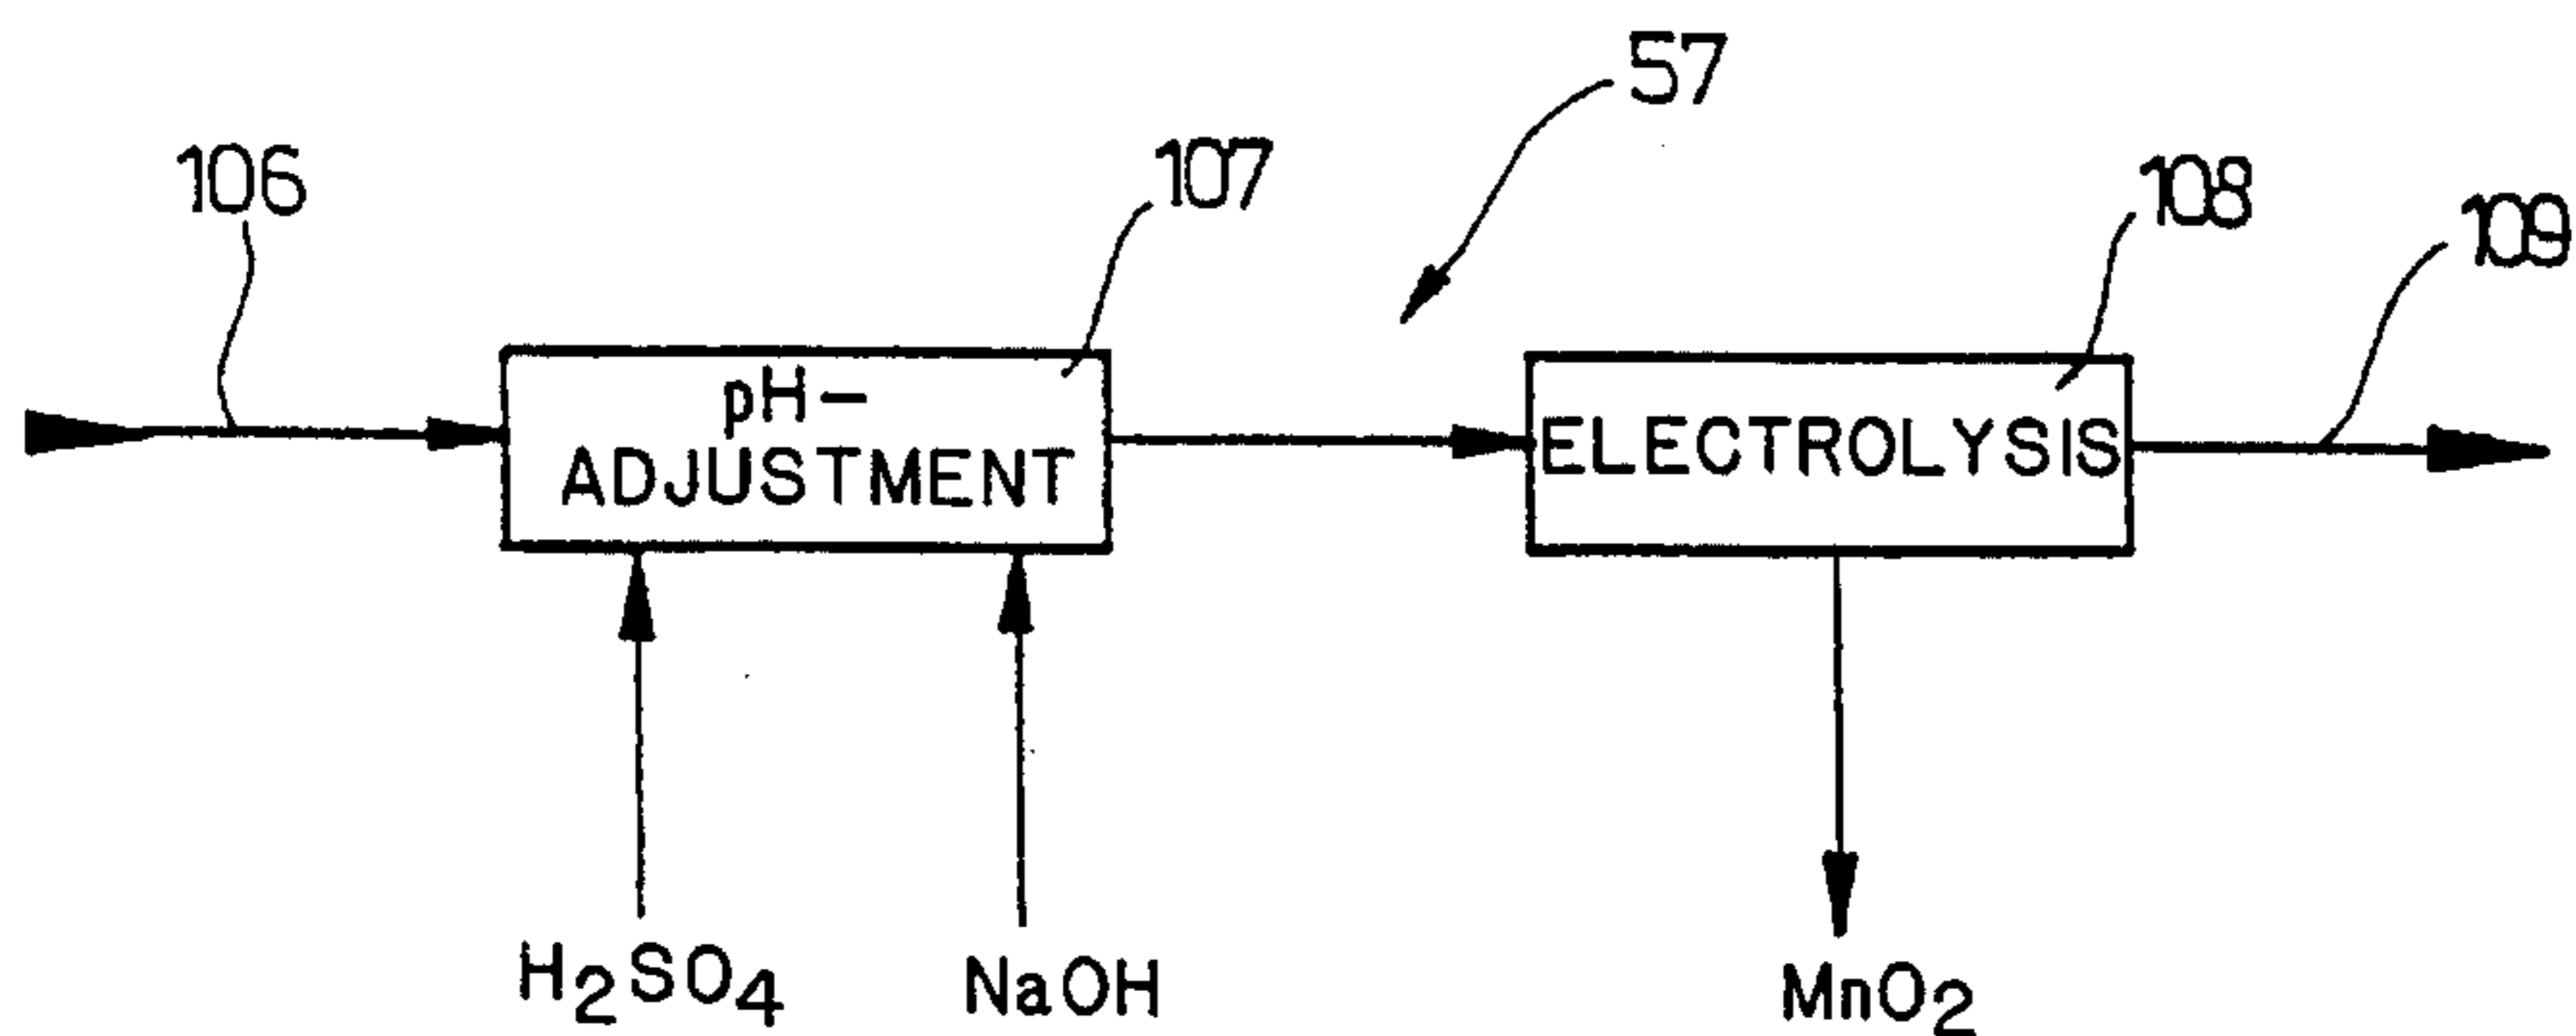 57
106
107
108
109
pH-
ADJUSTMENT
ELECTROLYSIS
H₂SO₄
NaOH
MnO₂